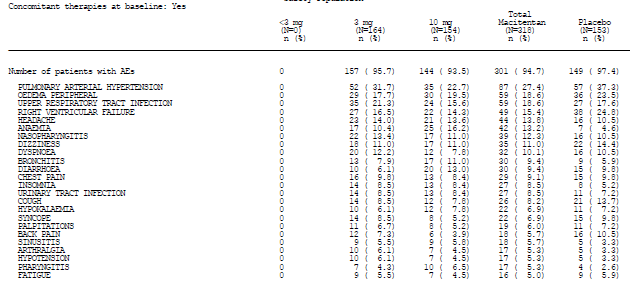 Concomitant therapies at baseline: Yes
Total
<3 mg 3 mg 10 mg Macitentan Placebo
(N=0) (N=164) (N=154) (N=318) (N=153)
n (%) n (%) n (%) n (%) n (%)
Number of patients with AEs 0 157 ( 95.7) 144 ( 93.5) 301 ( 94.7) 149 ( 97.4)
PULMONARY ARTERIAL HYPERTENSION 0 52 ( 31.7) 35 ( 22.7) 87 ( 27.4) 57 ( 37.3)
OEDEMA PERIPHERAL 0 29 ( 17.7) 30 ( 19.5) 59 ( 18.6) 36 ( 23.5)
UPPER RESPIRATORY TRACT INFECTION 0 35 ( 21.3) 24 ( 15.6) 59 ( 18.6) 27 ( 17.6)
RIGHT VENTRICULAR FAILURE 0 27 ( 16.5) 22 ( 14.3) 49 ( 15.4) 38 ( 24.8)
HEADACHE 0 23 ( 14.0) 21 ( 13.6) 44 ( 13.8) 16 ( 10.5)
ANAEMIA 0 17 ( 10.4) 25 ( 16.2) 42 ( 13.2) 7 ( 4.6)
NASOPHARYNGITIS 0 22 ( 13.4) 17 ( 11.0) 39 ( 12.3) 16 ( 10.5)
DIZZINESS 0 18 ( 11.0) 17 ( 11.0) 35 ( 11.0) 22 ( 14.4)
DYSPNOEA 0 20 ( 12.2) 12 ( 7.8) 32 ( 10.1) 16 ( 10.5)
BRONCHITIS 0 13 ( 7.9) 17 ( 11.0) 30 ( 9.4) 9 ( 5.9)
DIARRHOEA 0 10 ( 6.1) 20 ( 13.0) 30 ( 9.4) 15 ( 9.8)
CHEST PAIN 0 16 ( 9.8) 13 ( 8.4) 29 ( 9.1) 15 ( 9.8)
INSOMNIA 0 14 ( 8.5) 13 ( 8.4) 27 ( 8.5) 8 ( 5.2)
URINARY TRACT INFECTION 0 14 ( 8.5) 13 ( 8.4) 27 ( 8.5) 11 ( 7.2)
COUGH 0 14 ( 8.5) 12 ( 7.8) 26 ( 8.2) 21 ( 13.7)
HYPOKALAEMIA 0 10 ( 6.1) 12 ( 7.8) 22 ( 6.9) 11 ( 7.2)
SYNCOPE 0 14 ( 8.5) 8 ( 5.2) 22 ( 6.9) 15 ( 9.8)
PALPITATIONS 0 11 ( 6.7) 8 ( 5.2) 19 ( 6.0) 11 ( 7.2)
BACK PAIN 0 12 ( 7.3) 6 ( 3.9) 18 ( 5.7) 16 ( 10.5)
SINUSITIS 0 9 ( 5.5) 9 ( 5.8) 18 ( 5.7) 5 ( 3.3)
ARTHRALGIA 0 10 ( 6.1) 7 ( 4.5) 17 ( 5.3) 5 ( 3.3)
HYPOTENSION 0 10 ( 6.1) 7 ( 4.5) 17 ( 5.3) 5 ( 3.3)
PHARYNGITIS 0 7 ( 4.3) 10 ( 6.5) 17 ( 5.3) 4 ( 2.6)
FATIGUE 0 9 ( 5.5) 7 ( 4.5) 16 ( 5.0) 9 ( 5.9)